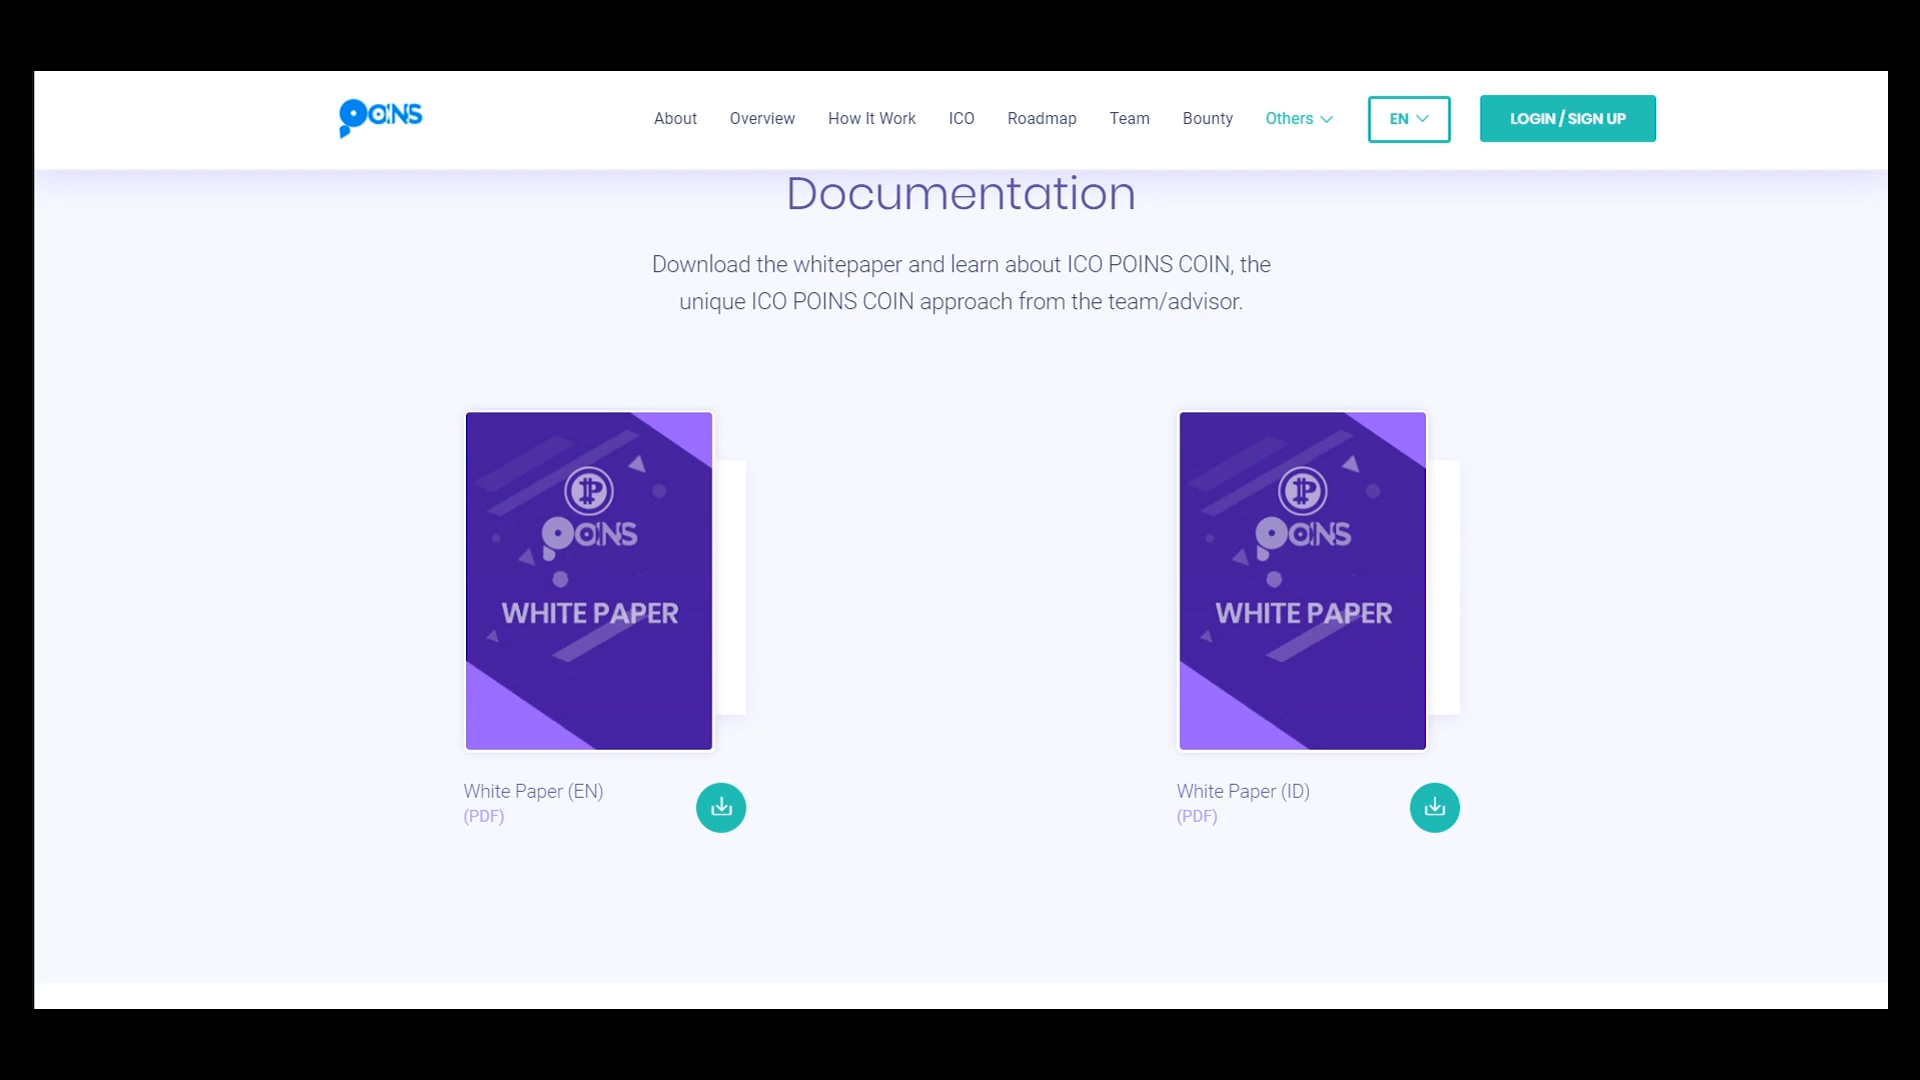 POINS
About Overview How It Work ICO Roadmap Team Bounty Others EN LOGIN / SIGN UP
Documentation
Download the whitepaper and learn about ICO POINS COIN, the
unique ICO POINS COIN approach from the team/advisor.
POINS
WHITE PAPER
White Paper (EN)
(PDF)
POINS
WHITE PAPER
White Paper (ID)
(PDF)